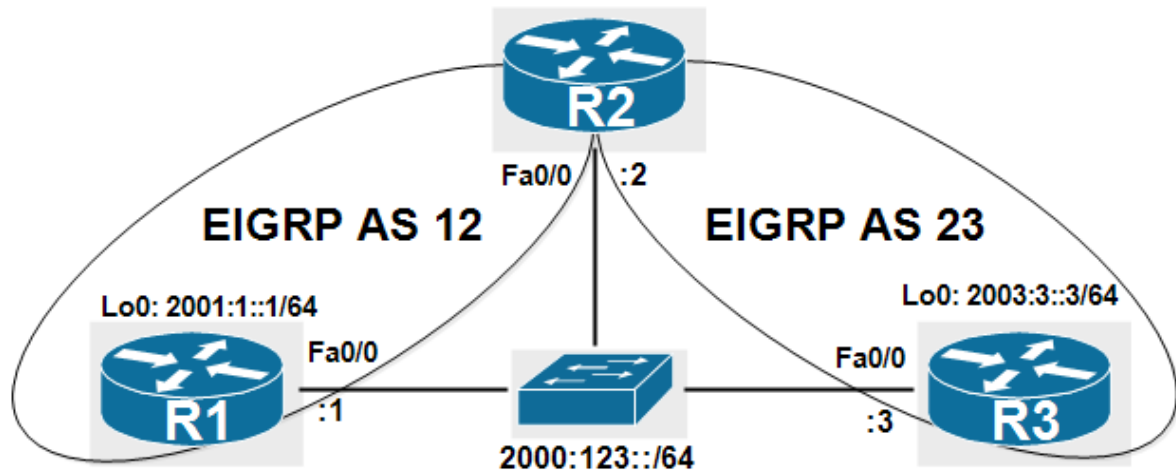 R2
Fa0/0
:2
EIGRP AS 12
EIGRP AS 23
Lo0: 2001:1::1/64
Lo0: 2003:3::3/64
Fa0/0
Fa0/0
R1
:1
:3
R3
2000:123::/64